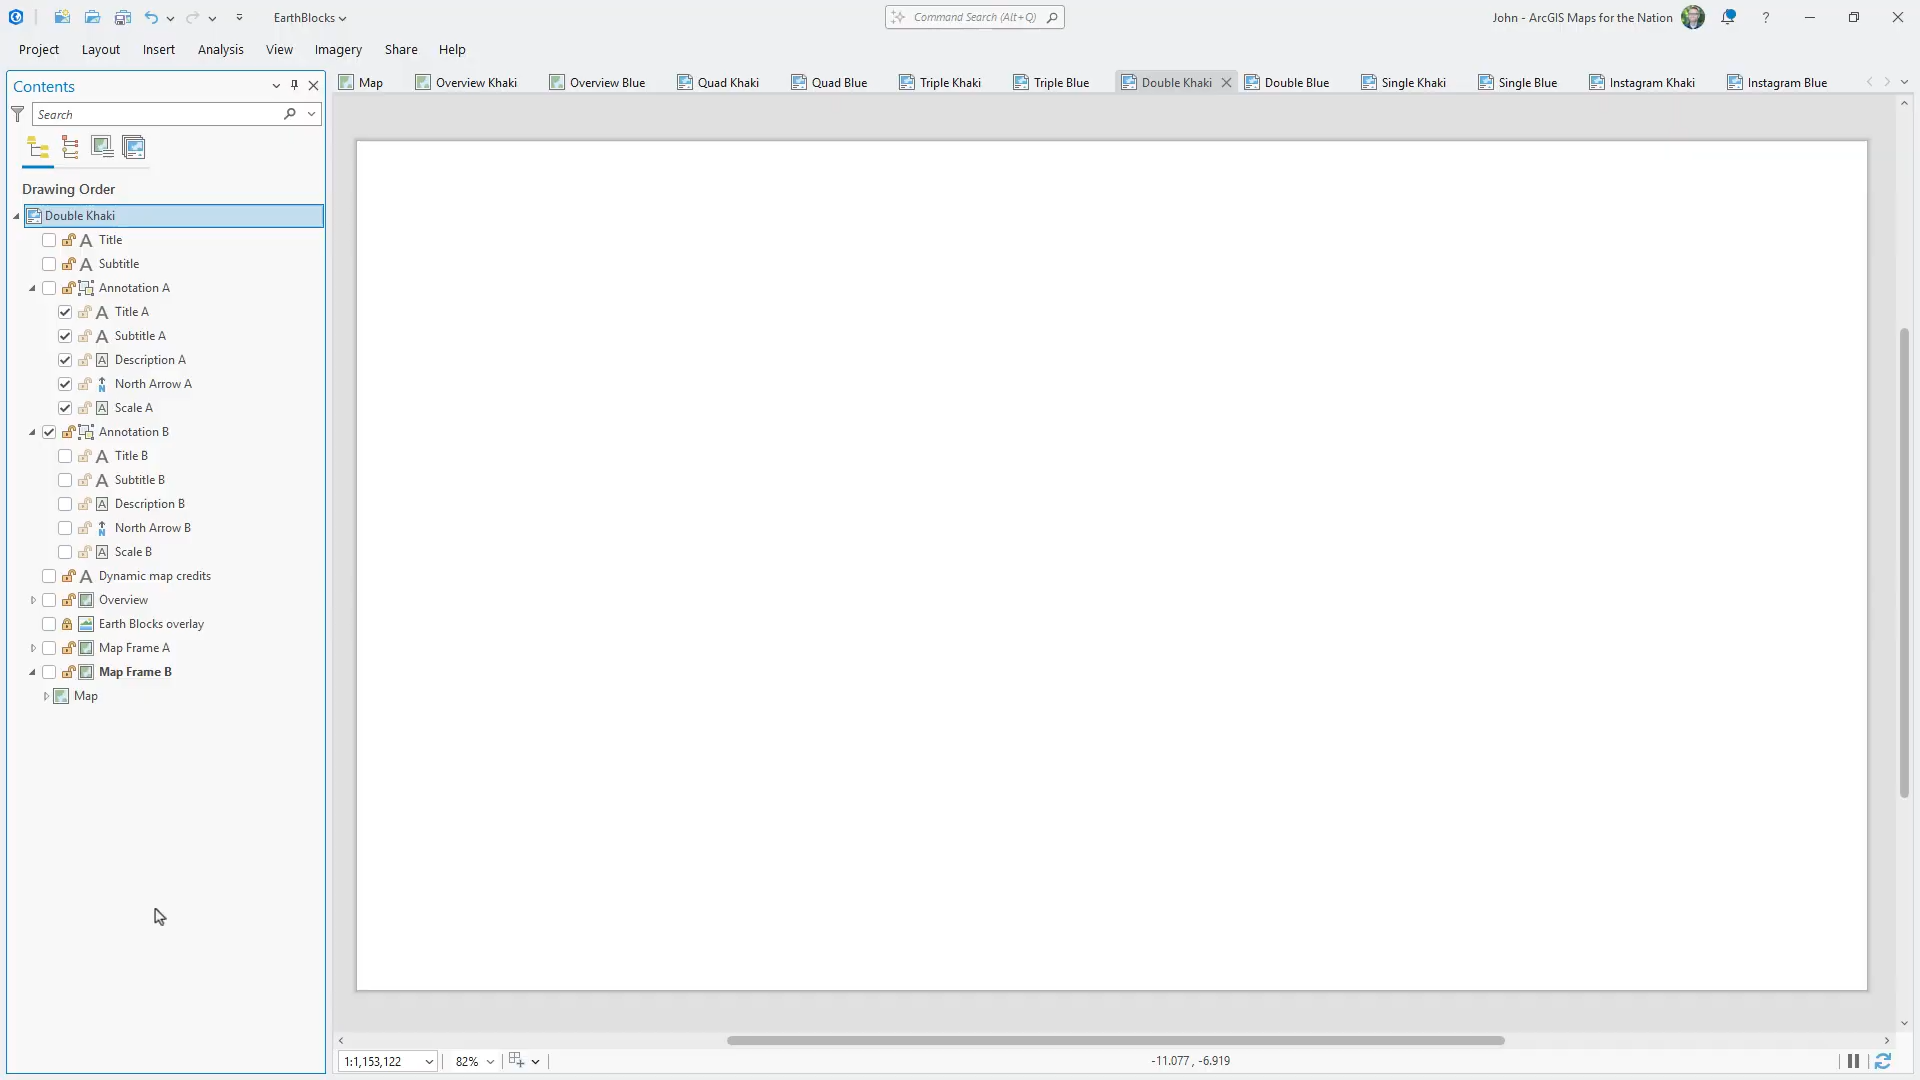 EarthBlocks
Command Search (Alt+Q)
John - ArcGIS Maps for the Nation
?
Project
Layout
Insert
Analysis
View
Imagery
Share
Help
Contents
Map
Overview Khaki
Overview Blue
Quad Khaki
Quad Blue
Triple Khaki
Triple Blue
Double Khaki
Double Blue
Single Khaki
Single Blue
Instagram Khaki
Instagram Blue
Search
Drawing Order
Double Khaki
A Title
A Subtitle
Annotation A
A Title A
A Subtitle A
A Description A
N North Arrow A
A Scale A
Annotation B
A Title B
A Subtitle B
A Description B
N North Arrow B
A Scale B
A Dynamic map credits
Overview
Earth Blocks overlay
Map Frame A
Map Frame B
Map
1:1,153,122
82%
-11.077 , -6.919